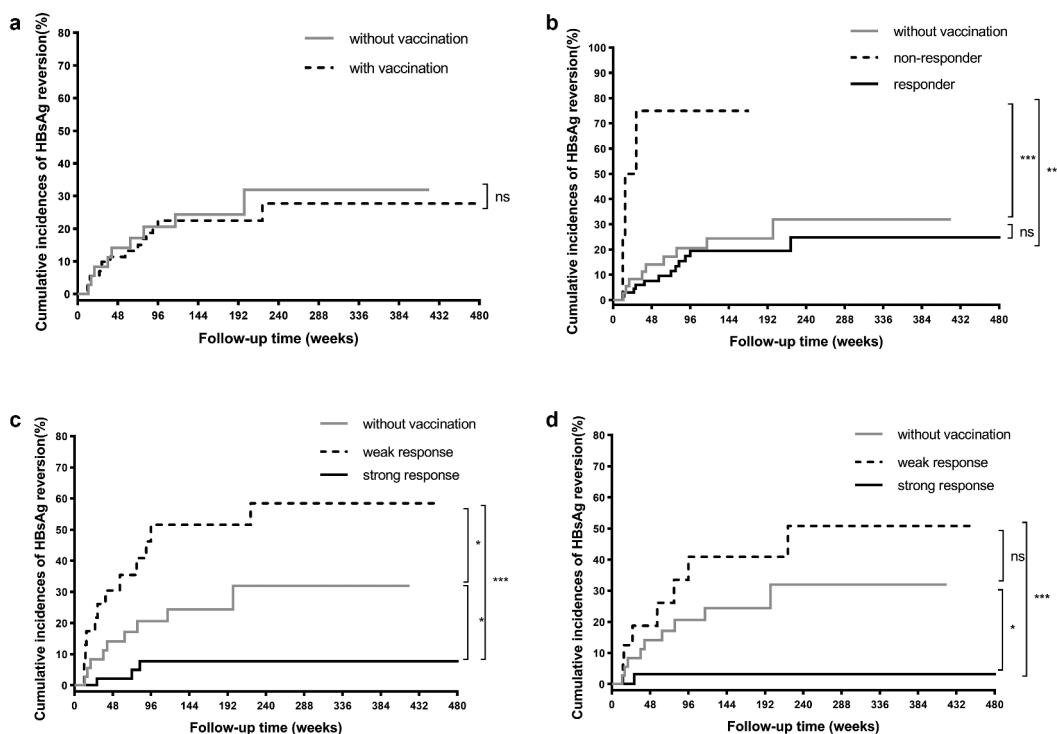 a
without vaccination
with vaccination
Cumulative incidences of HBsAg reversion(%)
80
70
60
50
40
30
20
10
0
ns
0 48 96 144 192 240 288 336 384 432 480
Follow-up time (weeks)
b
without vaccination
non-responder
responder
Cumulative incidences of HBsAg reversion(%)
100
90
80
70
60
50
40
30
20
10
0
***
**
ns
0 48 96 144 192 240 288 336 384 432 480
Follow-up time (weeks)
c
without vaccination
weak response
strong response
Cumulative incidences of HBsAg reversion(%)
80
70
60
50
40
30
20
10
0
*
***
*
0 48 96 144 192 240 288 336 384 432 480
Follow-up time (weeks)
d
without vaccination
weak response
strong response
Cumulative incidences of HBsAg reversion(%)
80
70
60
50
40
30
20
10
0
ns
***
*
0 48 96 144 192 240 288 336 384 432 480
Follow-up time (weeks)